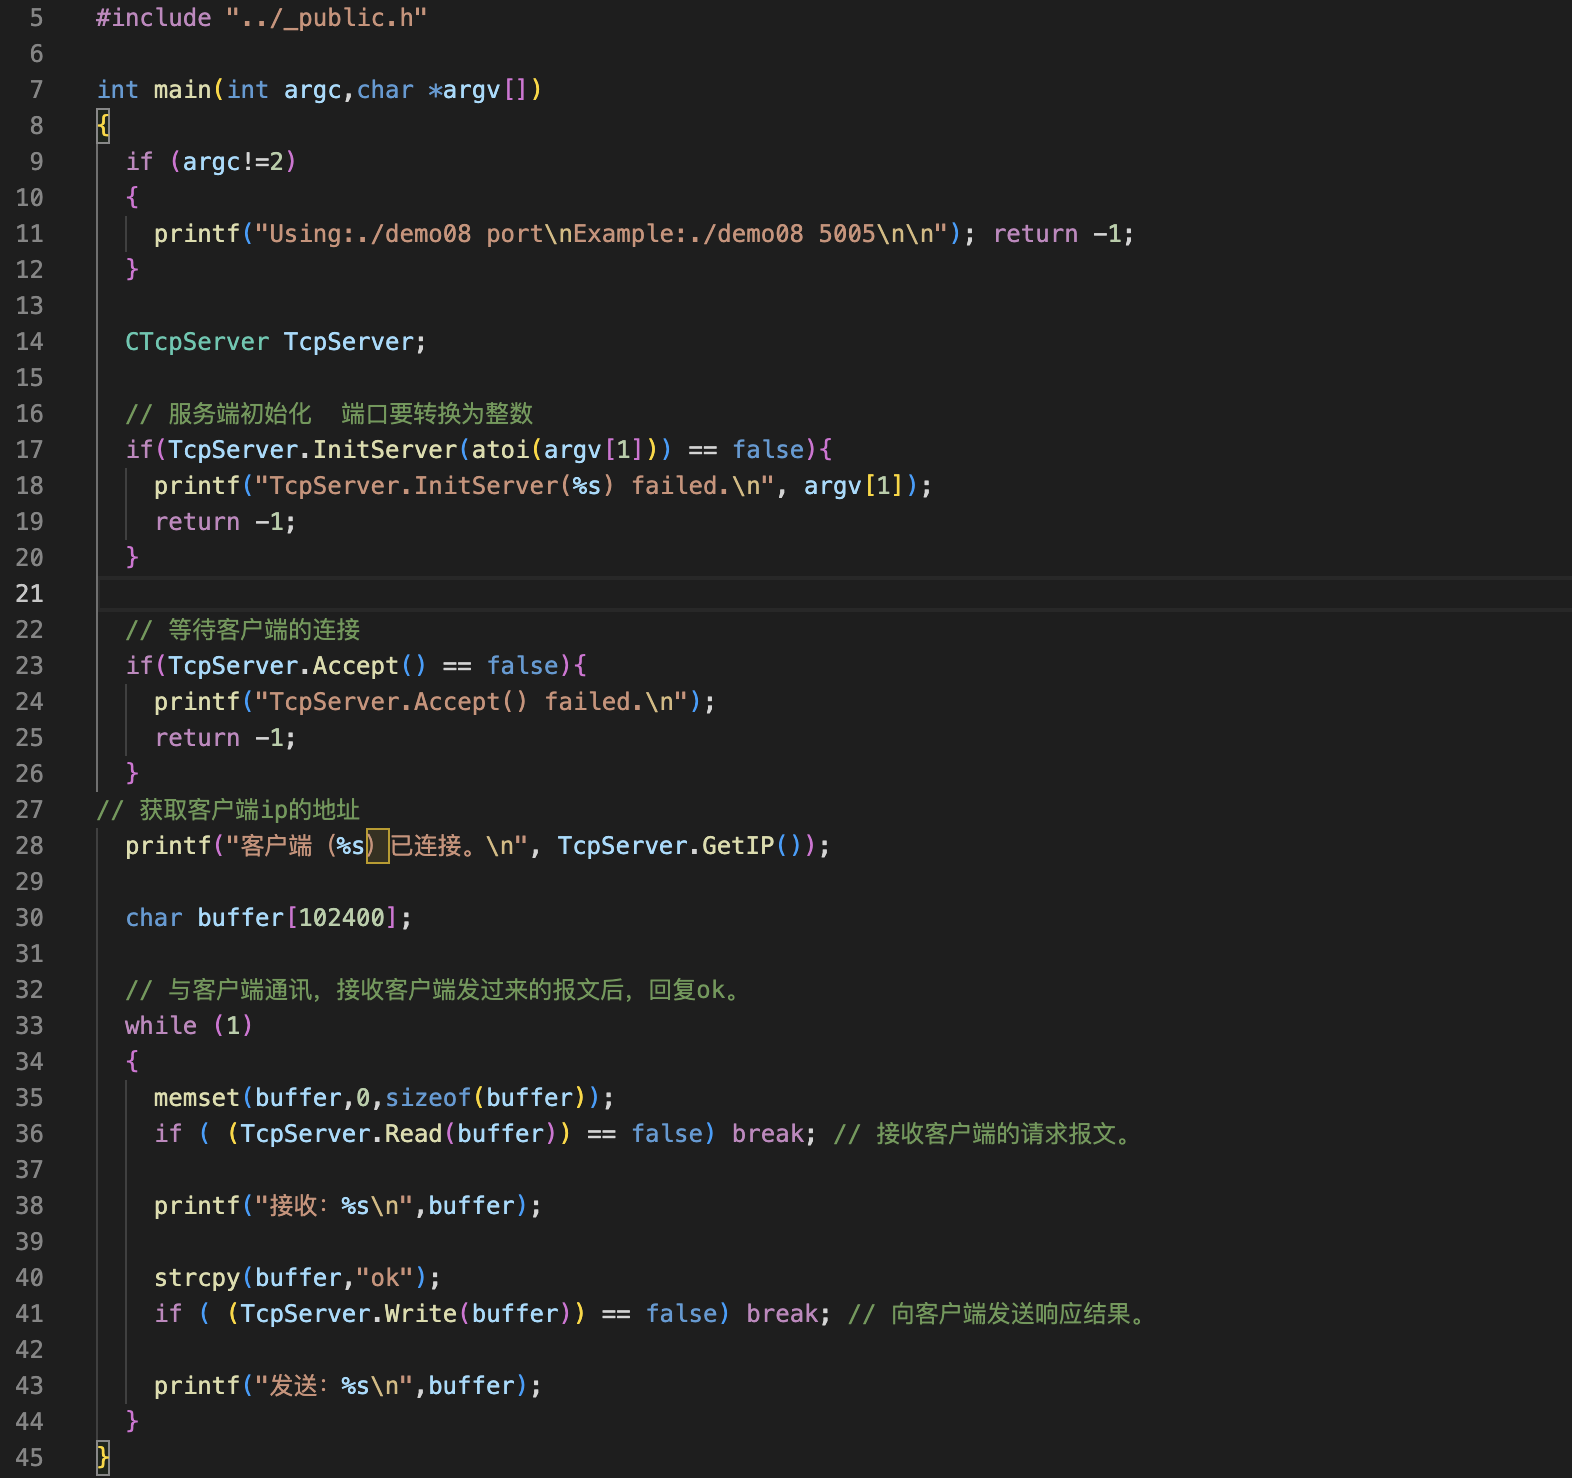 5 #include "../_public.h"
6
7 int main(int argc,char *argv[])
8 {
9   if (argc!=2)
10   {
11     printf("Using:./demo08 port\nExample:./demo08 5005\n\n"); return -1;
12   }
13
14   CTcpServer TcpServer;
15
16   // 服务端初始化  端口要转换为整数
17   if(TcpServer.InitServer(atoi(argv[1])) == false){
18     printf("TcpServer.InitServer(%s) failed.\n", argv[1]);
19     return -1;
20   }
21
22   // 等待客户端的连接
23   if(TcpServer.Accept() == false){
24     printf("TcpServer.Accept() failed.\n");
25     return -1;
26   }
27 // 获取客户端ip的地址
28   printf("客户端（%s）已连接。\n", TcpServer.GetIP());
29
30   char buffer[102400];
31
32   // 与客户端通讯，接收客户端发过来的报文后，回复ok。
33   while (1)
34   {
35     memset(buffer,0,sizeof(buffer));
36     if ( (TcpServer.Read(buffer)) == false) break; // 接收客户端的请求报文。
37
38     printf("接收：%s\n",buffer);
39
40     strcpy(buffer,"ok");
41     if ( (TcpServer.Write(buffer)) == false) break; // 向客户端发送响应结果。
42
43     printf("发送：%s\n",buffer);
44   }
45 }